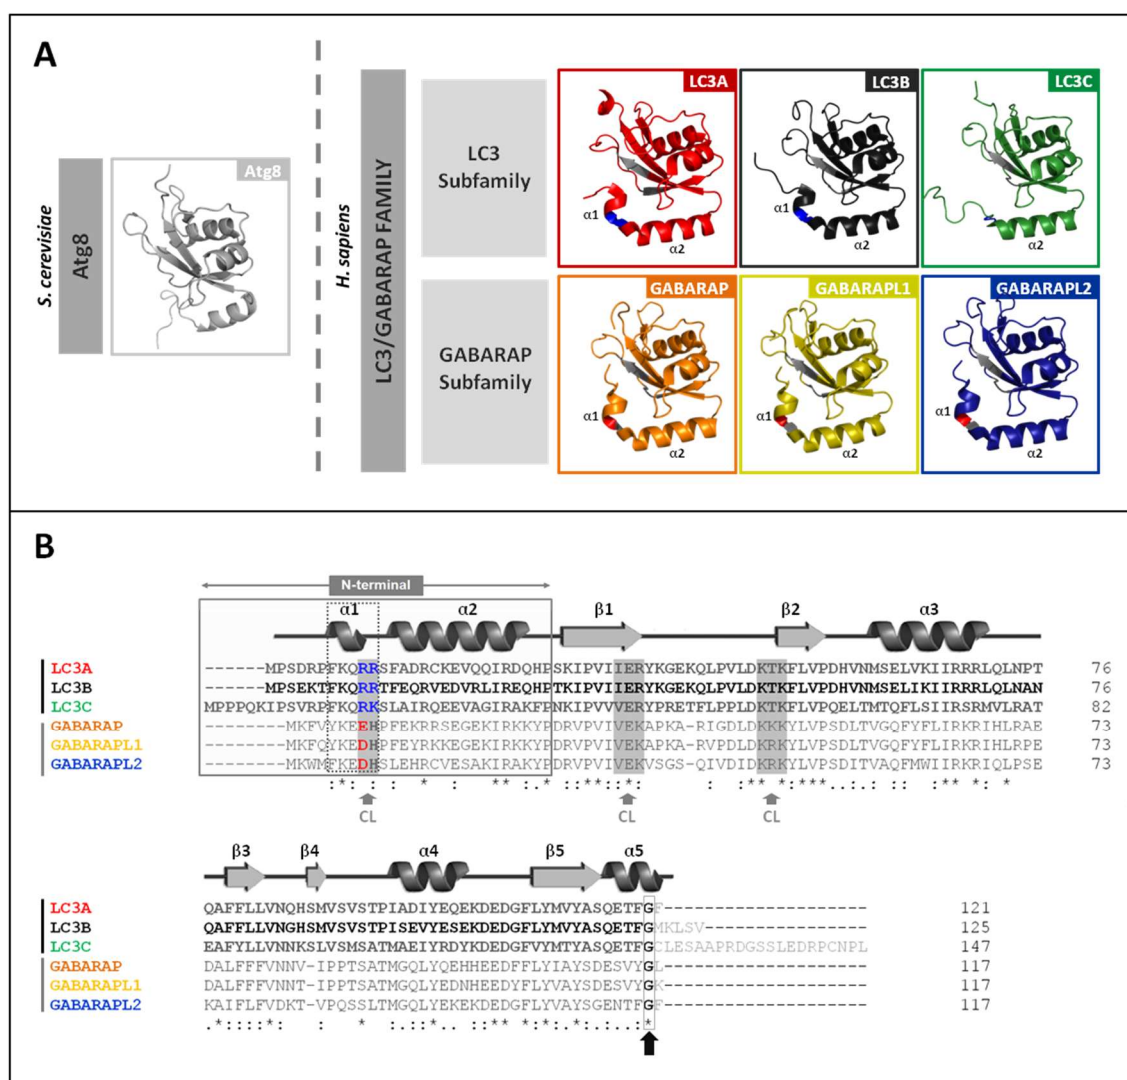 A
S. cerevisiae
Atg8
Atg8
H. sapiens
LC3/GABARAP FAMILY
LC3
Subfamily
LC3A
α1
α2
LC3B
α1
α2
LC3C
α2
GABARAP
Subfamily
GABARAP
α1
α2
GABARAPL1
α1
α2
GABARAPL2
α1
α2
B
N-terminal
α1 α2 β1 β2 α3
LC3A ------MPSDRPFKQRRSFADRCKEVQQIRDQHPSKIPVIIERYKGEKQLPVLDKTKFLVPDHVNMSELVKIIRRRLQLNPT 76
LC3B ------MPSEKTFKQRRTFEQRVEDVRLIREQHPTKIPVIIERYKGEKQLPVLDKTKFLVPDHVNMSELIKIIRRRLQLNAN 76
LC3C MPPPQKIPSVRPFKQRKSLAIRQEEVAGIRAKFPNKIPVVVERYPRETFLPPLDKTKFLVPQELTMTQFLSIIRSRMVLRAT 82
GABARAP --------MKFVYKEEHPFEKRRSEGEKIRKKYPDRVPVIVEKAPKA-RIGDLDKKKYLVPSDLTVGQFYFLIRKRIHLRAE 73
GABARAPL1 --------MKFQYKEDHPFEYRKKEGEKIRKKYPDRVPVIVEKAPKA-RVPDLDKRKYLVPSDLTVGQFYFLIRKRIHLRPE 73
GABARAPL2 --------MKWMFKEDHSLEHRCVESAKIRAKYPDRVPVIVEKVSGS-QIVDIDKRKYLVPSDITVAQFMWIIRKRIQLPSE 73
CL CL CL
β3 β4 α4 β5 α5
LC3A QAFFLLVNQHSMVSVSTPIADIYEQEKDEDGFLYMVYASQETFGF--------------------- 121
LC3B QAFFLLVNGHSMVSVSTPISEVYESEKDEDGFLYMVYASQETFGMKLSV----------------- 125
LC3C EAFYLLVNNKSLVSMSMTMAEIYRDYKDEDGFVYMTYASQETFGCLESAAPRDGSSLEDRPCNPL 147
GABARAP DALFFFVNNV-IPPTSATMGQLYQEHHEEDFFLYIAYSDESVYGL--------------------- 117
GABARAPL1 DALFFFVNNT-IPPTSATMGQLYEDNHEEDYFLYVAYSDESVYGK--------------------- 117
GABARAPL2 KAIFLFVDKT-VPQSSLTMGQLYEKEKDEDGFLYVAYSGENTFGF--------------------- 117